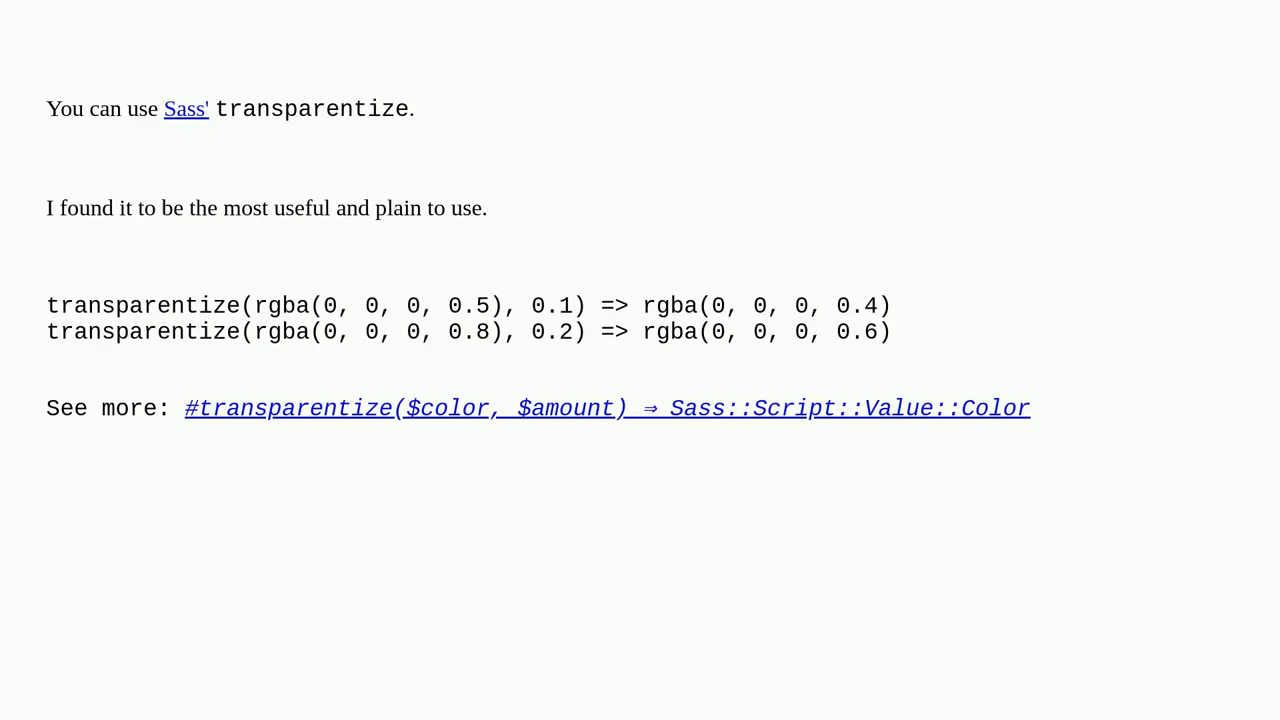 You can use Sass' transparentize.
I found it to be the most useful and plain to use.
transparentize(rgba(0, 0, 0, 0.5), 0.1) => rgba(0, 0, 0, 0.4)
transparentize(rgba(0, 0, 0, 0.8), 0.2) => rgba(0, 0, 0, 0.6)
See more: #transparentize($color, $amount) ⇒ Sass::Script::Value::Color